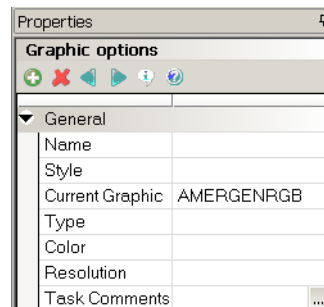 Properties
Graphic options
General
Name
Style
Current Graphic AMERGENRGB
Type
Color
Resolution
Task Comments ...